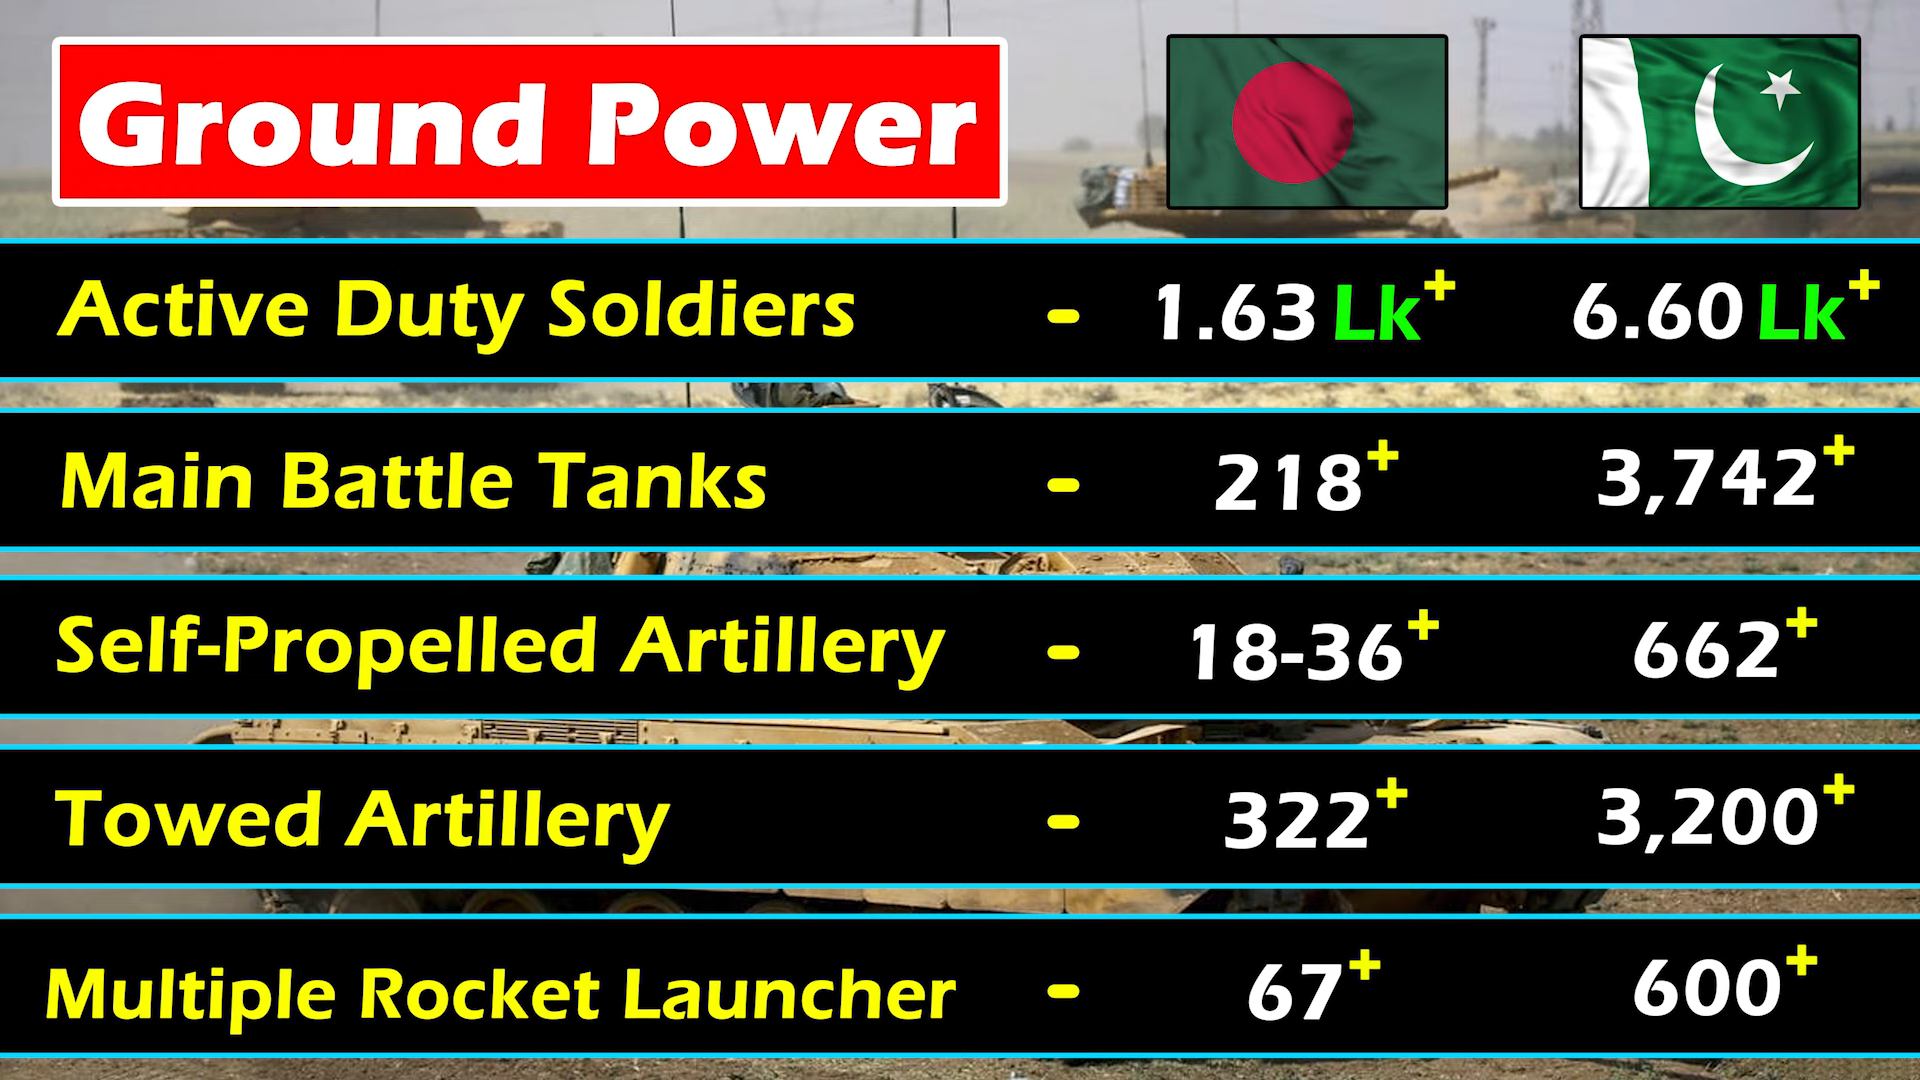 Ground Power
Active Duty Soldiers - 1.63 Lk+ 6.60 Lk+
Main Battle Tanks - 218+ 3,742+
Self-Propelled Artillery - 18-36+ 662+
Towed Artillery - 322+ 3,200+
Multiple Rocket Launcher - 67+ 600+